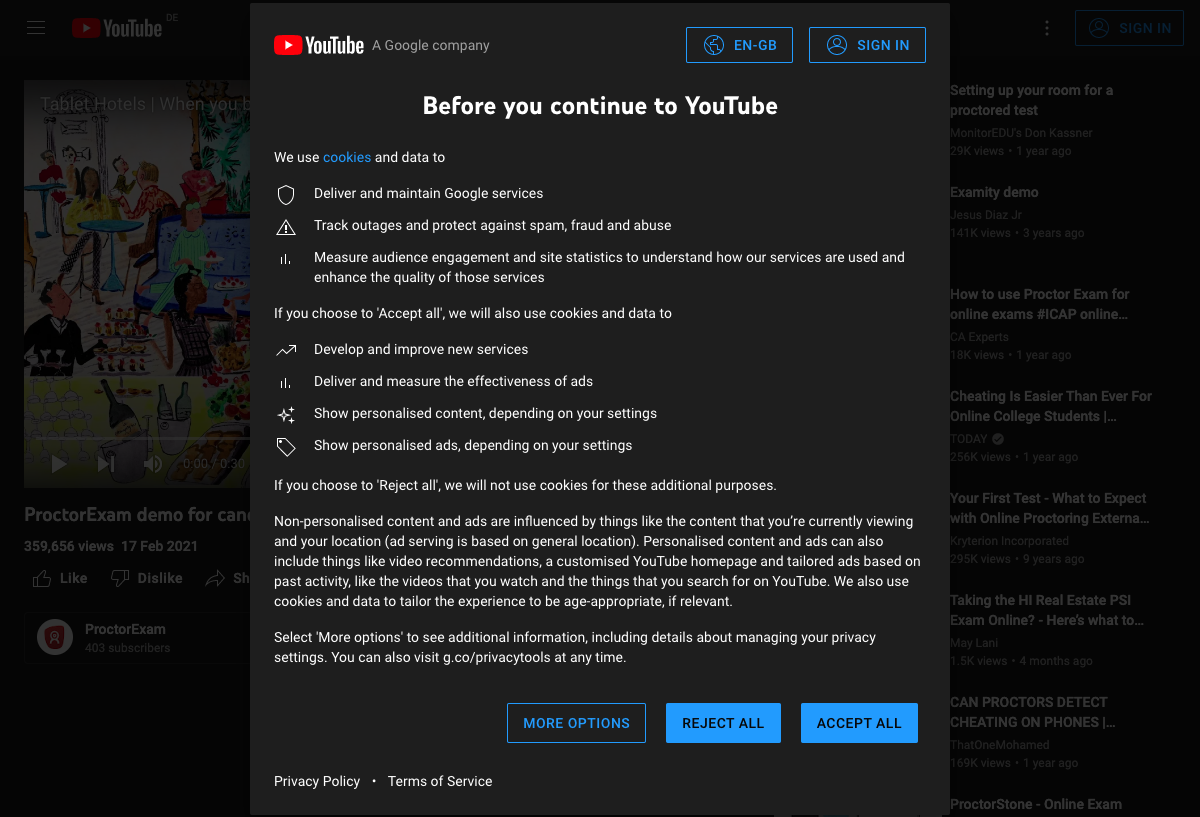 YouTube DE
SIGN IN
Tablet Hotels | When you b
0:00 / 0:30
ProctorExam demo for can
359,656 views 17 Feb 2021
Like Dislike Sh
ProctorExam
403 subscribers
YouTube A Google company
EN-GB
SIGN IN
Before you continue to YouTube
We use cookies and data to
Deliver and maintain Google services
Track outages and protect against spam, fraud and abuse
Measure audience engagement and site statistics to understand how our services are used and
enhance the quality of those services
If you choose to 'Accept all', we will also use cookies and data to
Develop and improve new services
Deliver and measure the effectiveness of ads
Show personalised content, depending on your settings
Show personalised ads, depending on your settings
If you choose to 'Reject all', we will not use cookies for these additional purposes.
Non-personalised content and ads are influenced by things like the content that you’re currently viewing
and your location (ad serving is based on general location). Personalised content and ads can also
include things like video recommendations, a customised YouTube homepage and tailored ads based on
past activity, like the videos that you watch and the things that you search for on YouTube. We also use
cookies and data to tailor the experience to be age-appropriate, if relevant.
Select 'More options' to see additional information, including details about managing your privacy
settings. You can also visit g.co/privacytools at any time.
MORE OPTIONS
REJECT ALL
ACCEPT ALL
Privacy Policy • Terms of Service
Setting up your room for a
proctored test
MonitorEDU's Don Kassner
29K views • 1 year ago
Examity demo
Jesus Diaz Jr
141K views • 3 years ago
How to use Proctor Exam for
online exams #ICAP online…
CA Experts
18K views • 1 year ago
Cheating Is Easier Than Ever For
Online College Students |…
TODAY
256K views • 1 year ago
Your First Test - What to Expect
with Online Proctoring Externa…
Kryterion Incorporated
295K views • 9 years ago
Taking the HI Real Estate PSI
Exam Online? - Here’s what to…
May Lani
1.5K views • 4 months ago
CAN PROCTORS DETECT
CHEATING ON PHONES |…
ThatOneMohamed
169K views • 1 year ago
ProctorStone - Online Exam